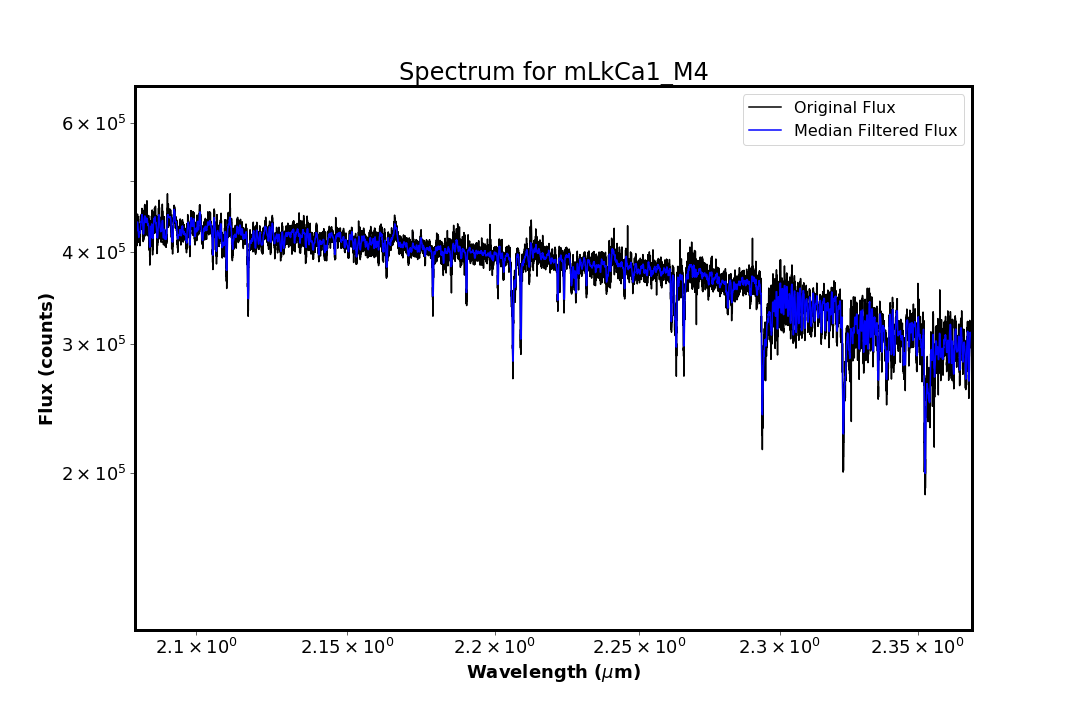 Spectrum for mLkCa1_M4
Original Flux
Median Filtered Flux
6 × 10⁵
4 × 10⁵
3 × 10⁵
2 × 10⁵
Flux (counts)
2.1 × 10⁰ 2.15 × 10⁰ 2.2 × 10⁰ 2.25 × 10⁰ 2.3 × 10⁰ 2.35 × 10⁰
Wavelength (μm)